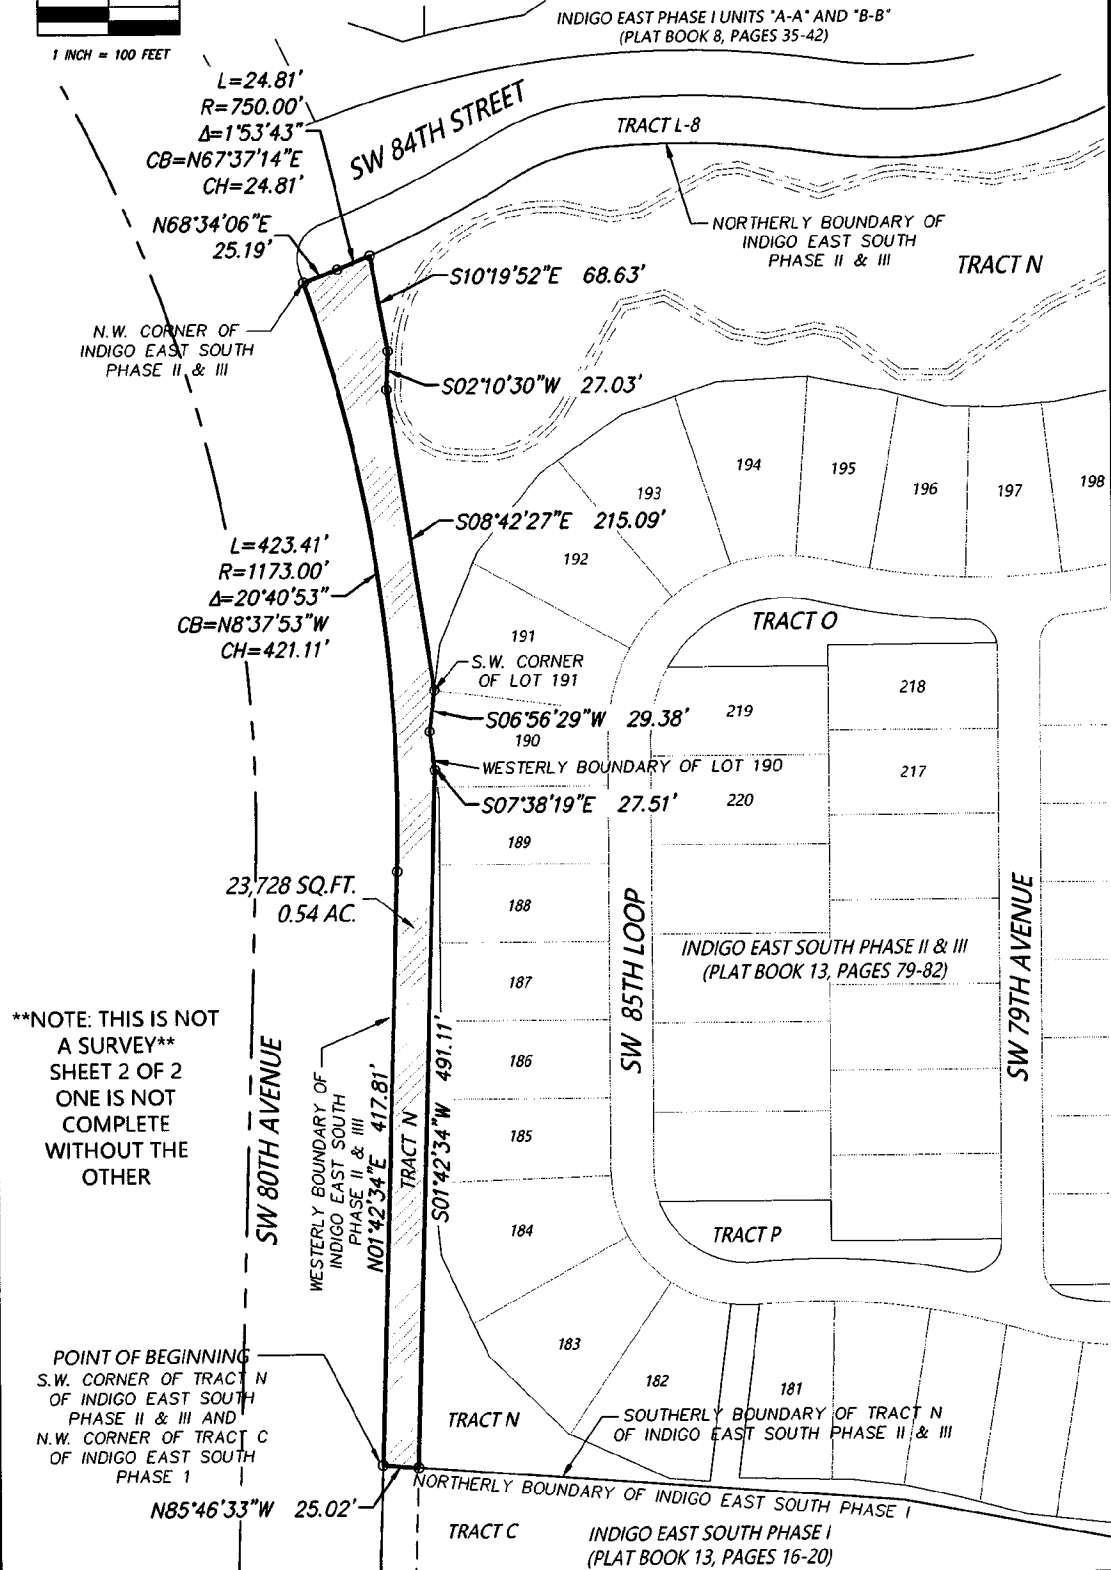 INDIGO EAST PHASE I UNITS "A-A" AND "B-B"
(PLAT BOOK 8, PAGES 35-42)
1 INCH = 100 FEET
L=24.81'
R=750.00'
Δ=1°53'43"
CB=N67°37'14"E
CH=24.81'
N68°34'06"E
25.19'
SW 84TH STREET
TRACT L-8
NORTHERLY BOUNDARY OF
INDIGO EAST SOUTH
PHASE II & III
TRACT N
S10°19'52"E 68.63'
N.W. CORNER OF
INDIGO EAST SOUTH
PHASE II & III
S02°10'30"W 27.03'
194
195
196
197
198
193
192
S08°42'27"E 215.09'
L=423.41'
R=1173.00'
Δ=20°40'53"
CB=N8°37'53"W
CH=421.11'
TRACT O
191
S.W. CORNER
OF LOT 191
218
219
S06°56'29"W 29.38'
190
WESTERLY BOUNDARY OF LOT 190
217
S07°38'19"E 27.51'
220
189
23,728 SQ.FT.
0.54 AC.
188
187
186
185
184
183
182
181
SW 85TH LOOP
INDIGO EAST SOUTH PHASE II & III
(PLAT BOOK 13, PAGES 79-82)
SW 79TH AVENUE
**NOTE: THIS IS NOT
A SURVEY**
SHEET 2 OF 2
ONE IS NOT
COMPLETE
WITHOUT THE
OTHER
SW 80TH AVENUE
WESTERLY BOUNDARY OF
INDIGO EAST SOUTH
PHASE II & III
N01°42'34"E 417.81'
TRACT N
S01°42'34"W 491.11'
TRACT P
POINT OF BEGINNING
S.W. CORNER OF TRACT N
OF INDIGO EAST SOUTH
PHASE II & III AND
N.W. CORNER OF TRACT C
OF INDIGO EAST SOUTH
PHASE 1
TRACT N
SOUTHERLY BOUNDARY OF TRACT N
OF INDIGO EAST SOUTH PHASE II & III
N85°46'33"W 25.02'
NORTHERLY BOUNDARY OF INDIGO EAST SOUTH PHASE I
TRACT C
INDIGO EAST SOUTH PHASE I
(PLAT BOOK 13, PAGES 16-20)